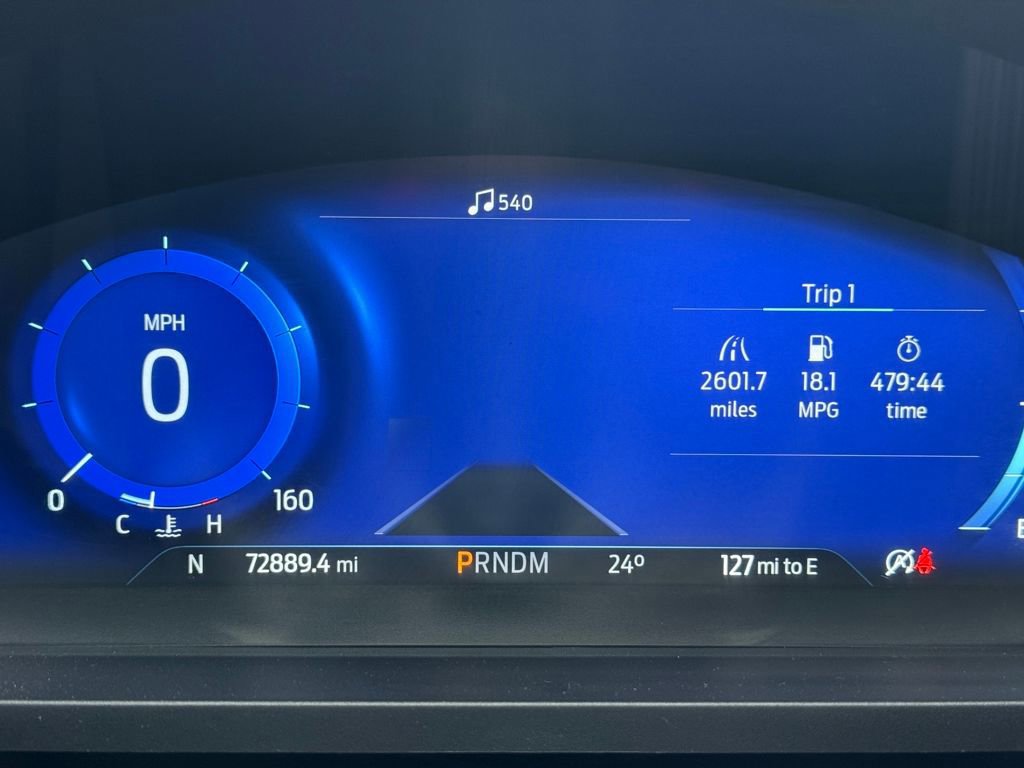 540
Trip 1
MPH
0
2601.7 18.1 479:44
miles MPG time
0 160
C H
N 72889.4 mi PRNDM 24° 127 mi to E
E